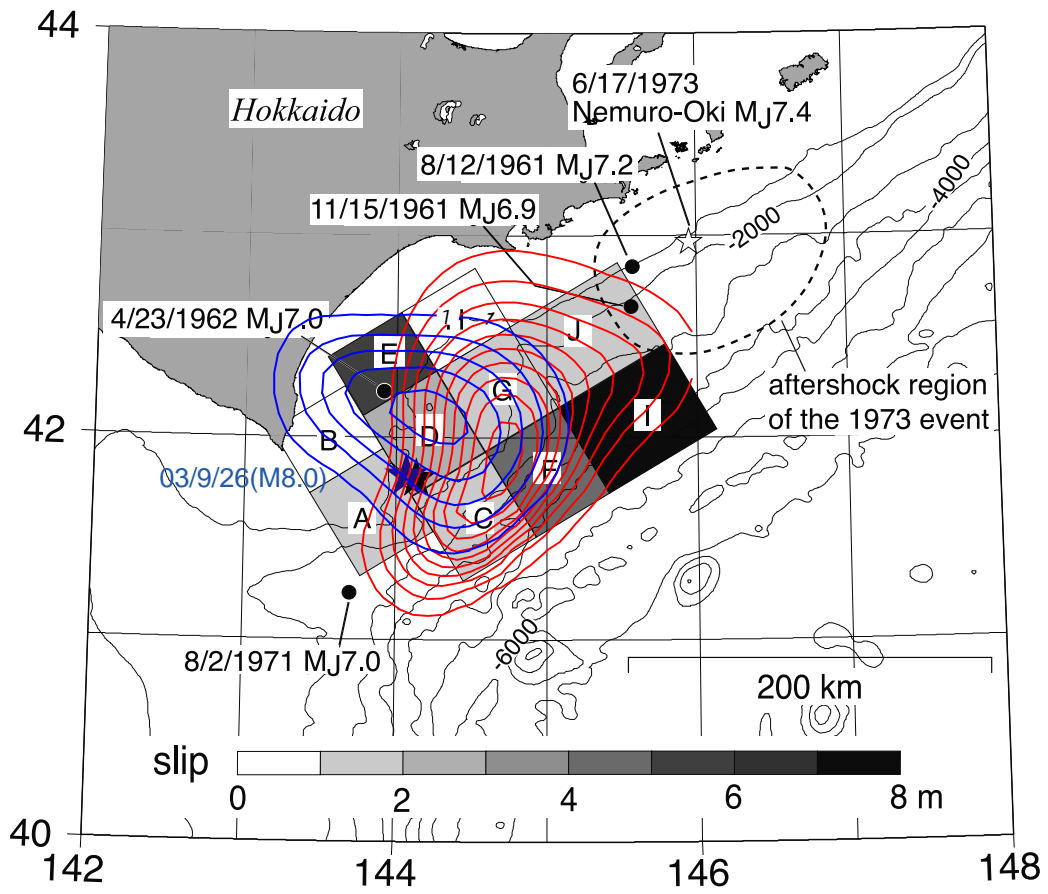 44
6/17/1973
Nemuro-Oki MJ7.4
Hokkaido
8/12/1961 MJ7.2
11/15/1961 MJ6.9
-4000
-2000
4/23/1962 MJ7.0
E
J
G
aftershock region
of the 1973 event
I
42
B
D
F
03/9/26(M8.0)
A
C
8/2/1971 MJ7.0
-6000
200 km
slip
0
2
4
6
8 m
40
142
144
146
148